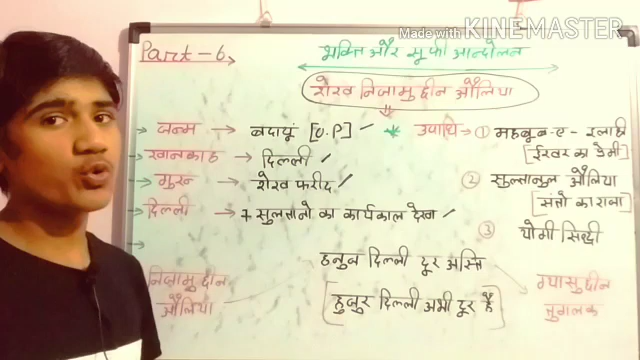 Made with KINEMASTER
Part-6
भक्ति और सूफी आन्दोलन
शेख निजामुद्दीन औलिया
जन्म → बदायूं [U.P]
खानकाह → दिल्ली
गुरु → शेख फरीद
दिल्ली → 7 सुल्तानो का कार्यकाल देखा
उपाधि → ① महबूब-ए-इलाही
[ईश्वर का प्रेमी]
② सुल्तानुल औलिया
[संतो का राजा]
③ योगी सिद्दी
हनुज दिल्ली दूर अस्ति
[हुजुर दिल्ली अभी दूर है]
निजामुद्दीन
औलिया
ग्यासुद्दीन
तुगलक